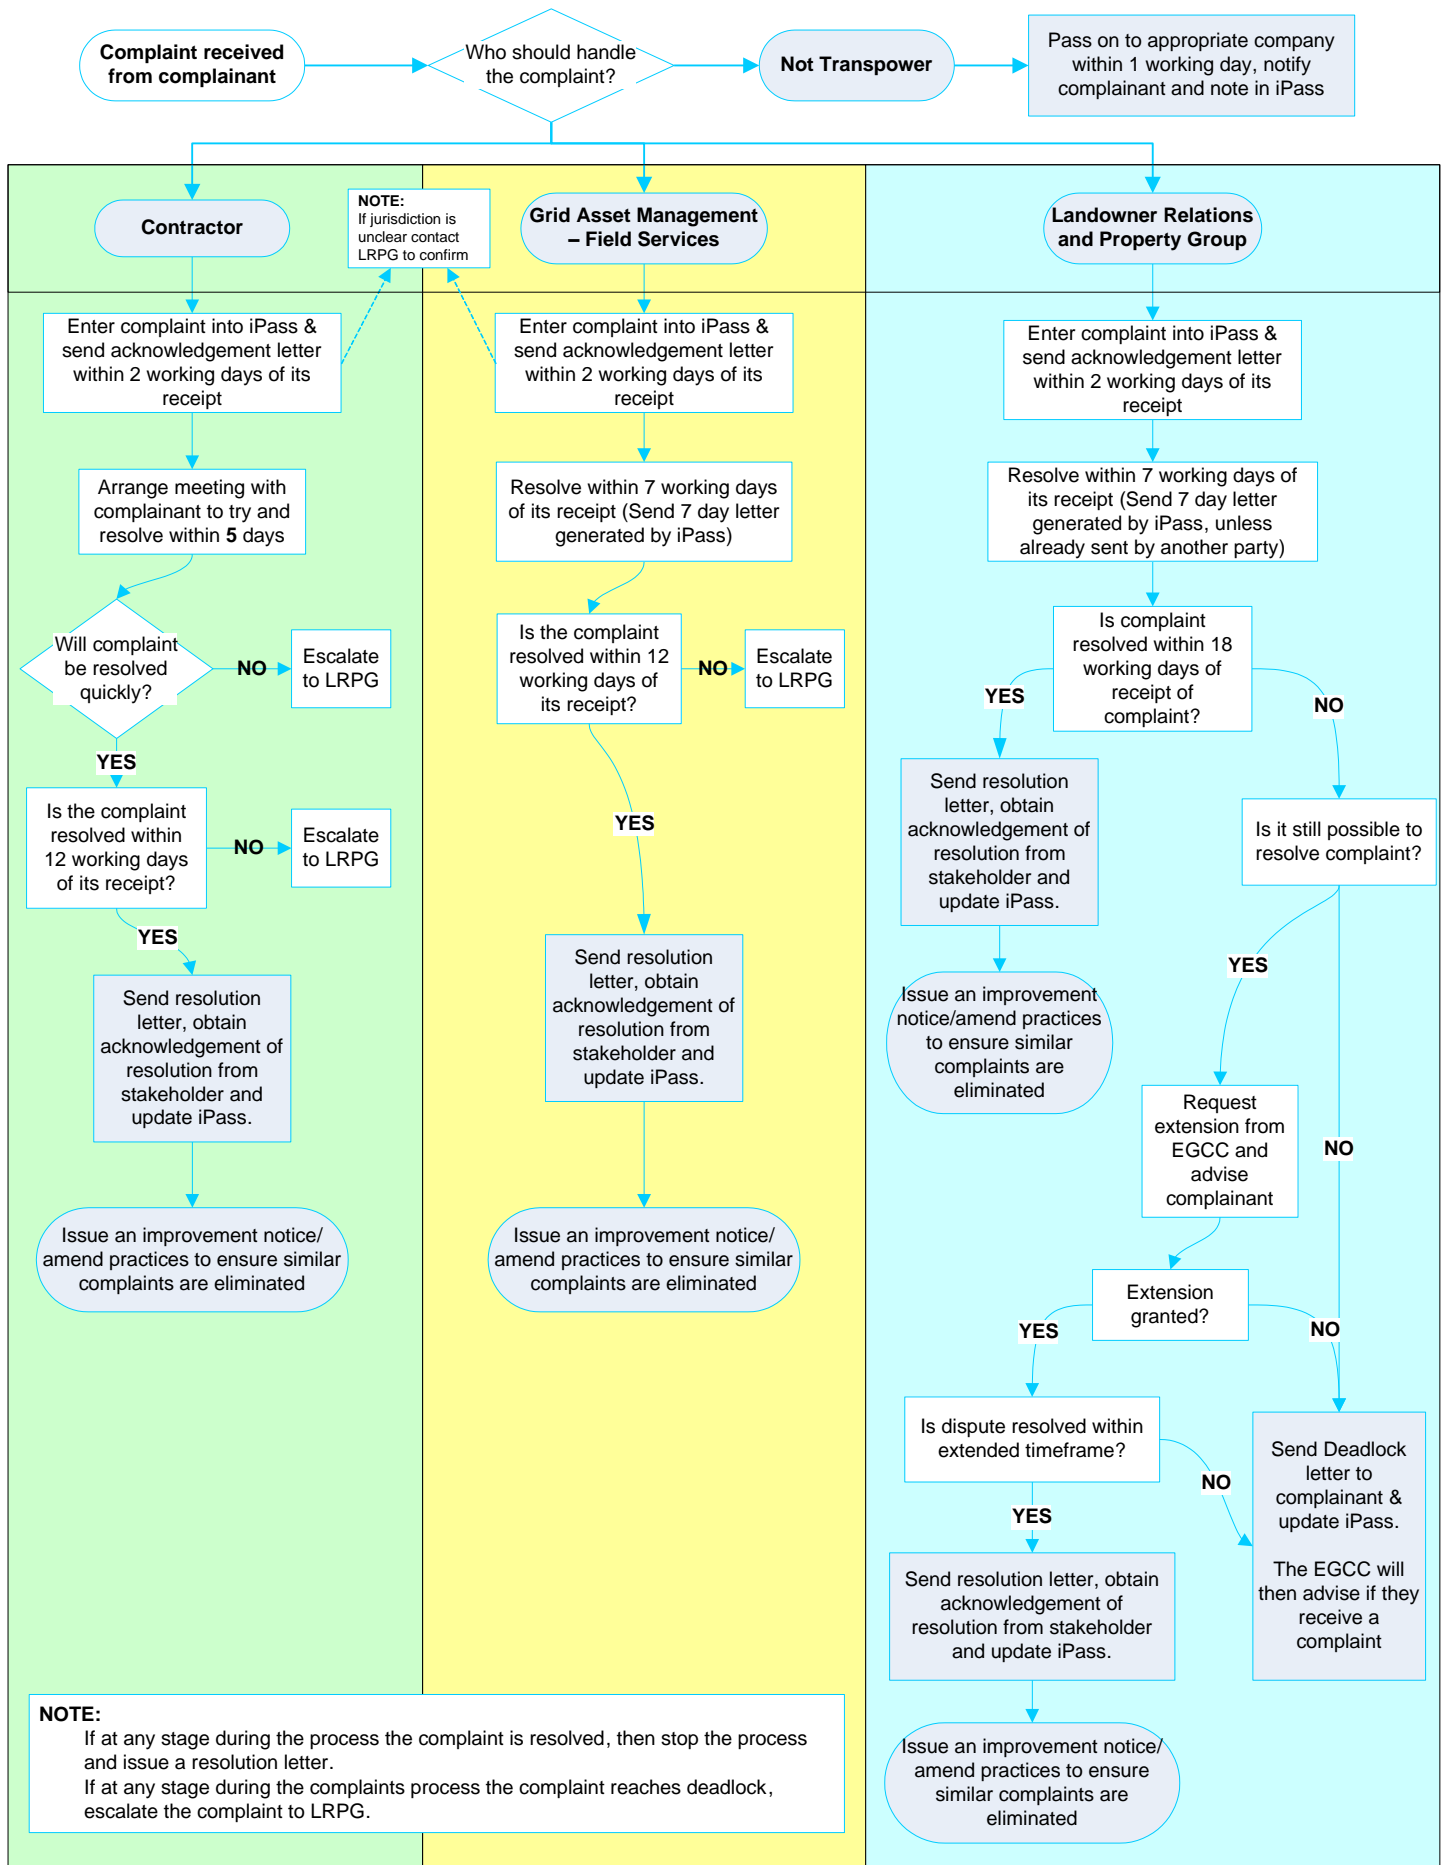 Complaint received
from complainant
Who should handle
the complaint?
Not Transpower
Pass on to appropriate company
within 1 working day, notify
complainant and note in iPass
Contractor
NOTE:
If jurisdiction is
unclear contact
LRPG to confirm
Grid Asset Management
– Field Services
Landowner Relations
and Property Group
Enter complaint into iPass &
send acknowledgement letter
within 2 working days of its
receipt
Arrange meeting with
complainant to try and
resolve within 5 days
Will complaint
be resolved
quickly?
NO
Escalate
to LRPG
YES
Is the complaint
resolved within
12 working days
of its receipt?
NO
Escalate
to LRPG
YES
Send resolution
letter, obtain
acknowledgement of
resolution from
stakeholder and
update iPass.
Issue an improvement notice/
amend practices to ensure similar
complaints are eliminated
Enter complaint into iPass &
send acknowledgement letter
within 2 working days of its
receipt
Resolve within 7 working days
of its receipt (Send 7 day letter
generated by iPass)
Is the complaint
resolved within 12
working days of
its receipt?
NO
Escalate
to LRPG
YES
Send resolution
letter, obtain
acknowledgement of
resolution from
stakeholder and
update iPass.
Issue an improvement notice/
amend practices to ensure similar
complaints are eliminated
Enter complaint into iPass &
send acknowledgement letter
within 2 working days of its
receipt
Resolve within 7 working days of
its receipt (Send 7 day letter
generated by iPass, unless
already sent by another party)
Is complaint
resolved within 18
working days of
receipt of
complaint?
YES
NO
Send resolution
letter, obtain
acknowledgement of
resolution from
stakeholder and
update iPass.
Issue an improvement
notice/amend practices
to ensure similar
complaints are
eliminated
Is it still possible to
resolve complaint?
YES
NO
Request
extension from
EGCC and
advise
complainant
Extension
granted?
YES
NO
Is dispute resolved within
extended timeframe?
NO
YES
Send Deadlock
letter to
complainant &
update iPass.
The EGCC will
then advise if they
receive a
complaint
Send resolution letter, obtain
acknowledgement of
resolution from stakeholder
and update iPass.
Issue an improvement notice/
amend practices to ensure
similar complaints are
eliminated
NOTE:
If at any stage during the process the complaint is resolved, then stop the process
and issue a resolution letter.
If at any stage during the complaints process the complaint reaches deadlock,
escalate the complaint to LRPG.